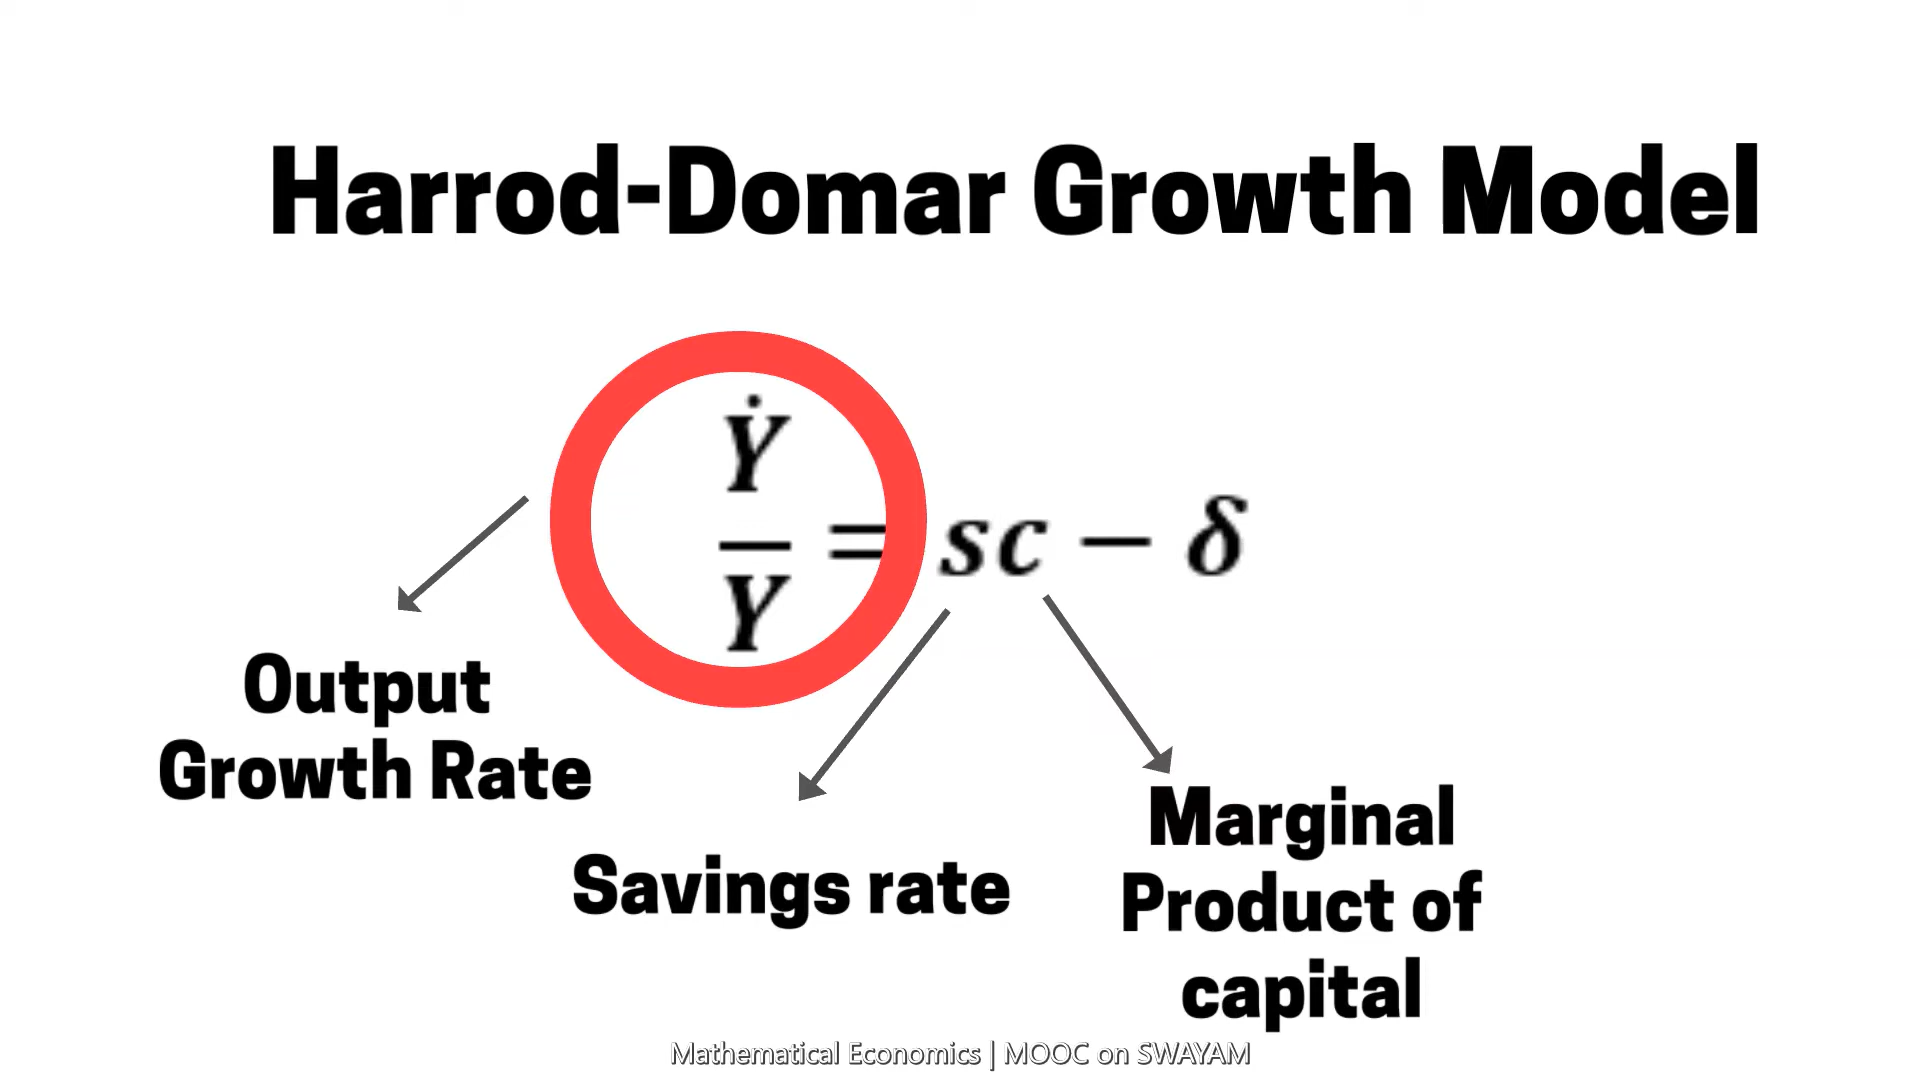 Harrod-Domar Growth Model
Ẏ
— = sc − δ
Y
Output
Growth Rate
Savings rate
Marginal
Product of
capital
Mathematical Economics | MOOC on SWAYAM